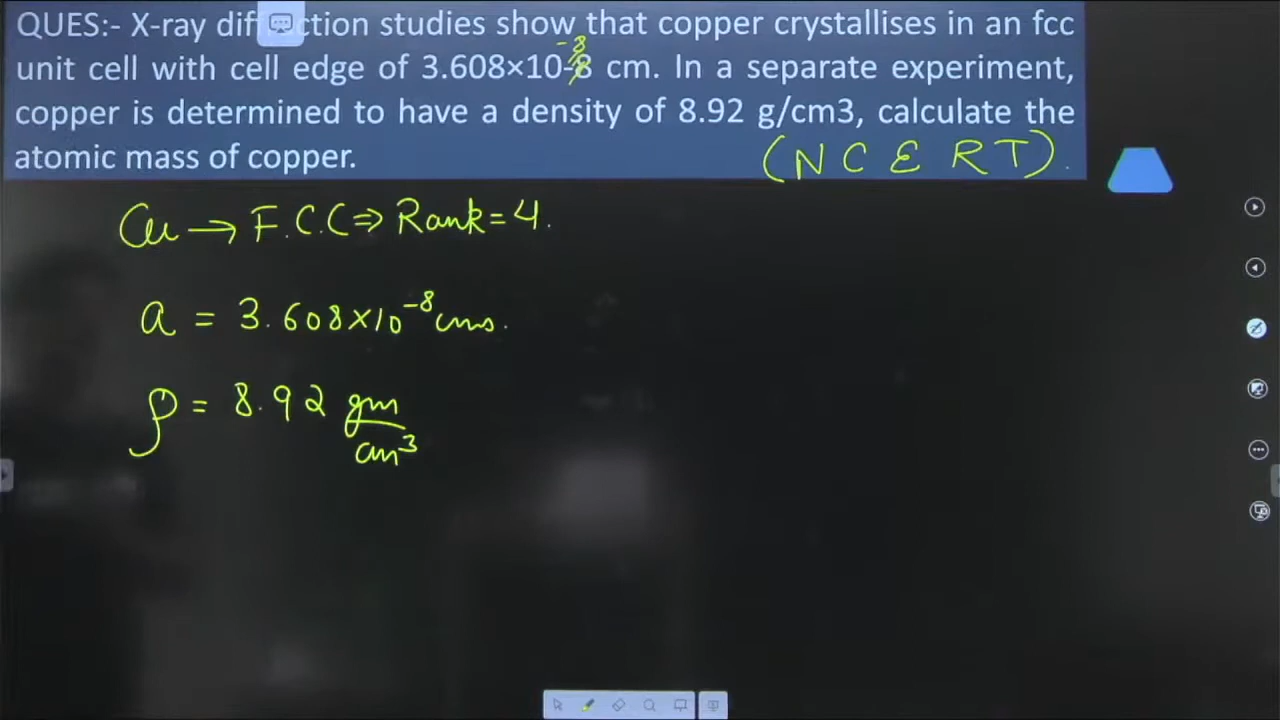 QUES:- X-ray diffraction studies show that copper crystallises in an fcc
unit cell with cell edge of 3.608×10-8 -8 cm. In a separate experiment,
copper is determined to have a density of 8.92 g/cm3, calculate the
atomic mass of copper.
(NCERT).
Cu → F.C.C ⇒ Rank = 4.
a = 3.608×10⁻⁸ cms.
ρ = 8.92 gm/cm³